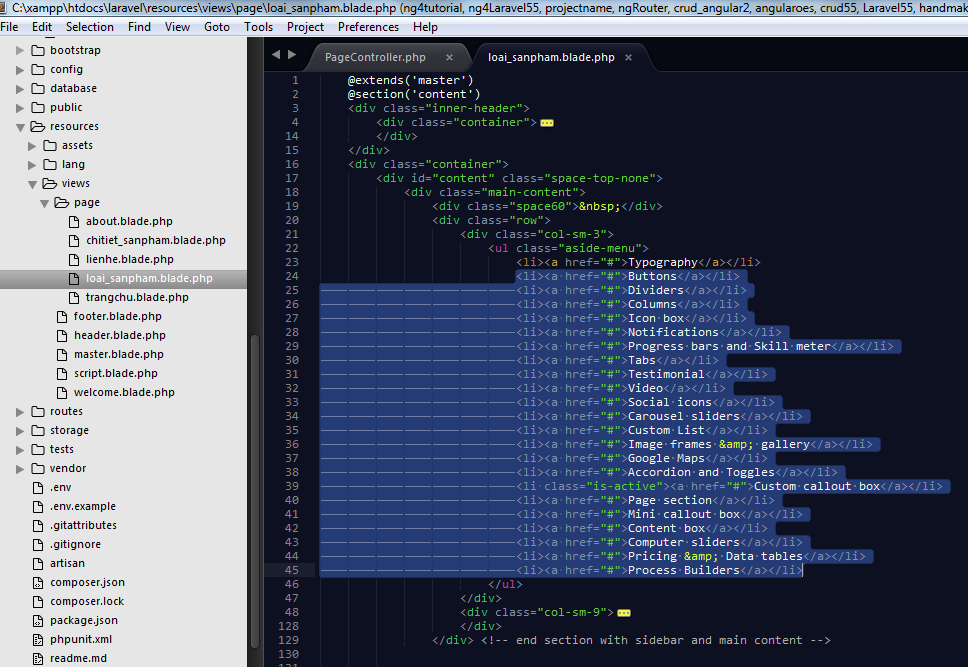 C:\xampp\htdocs\laravel\resources\views\page\loai_sanpham.blade.php (ng4tutorial, ng4Laravel55, projectname, ngRouter, crud_angular2, angularoes, crud55, Laravel55, handmak
File Edit Selection Find View Goto Tools Project Preferences Help
bootstrap
config
database
public
resources
assets
lang
views
page
about.blade.php
chitiet_sanpham.blade.php
lienhe.blade.php
loai_sanpham.blade.php
trangchu.blade.php
footer.blade.php
header.blade.php
master.blade.php
script.blade.php
welcome.blade.php
routes
storage
tests
vendor
.env
.env.example
.gitattributes
.gitignore
artisan
composer.json
composer.lock
package.json
phpunit.xml
readme.md
PageController.php × loai_sanpham.blade.php ×
1 @extends('master')
2 @section('content')
3 <div class="inner-header">
4 <div class="container">
14 </div>
15 </div>
16 <div class="container">
17 <div id="content" class="space-top-none">
18 <div class="main-content">
19 <div class="space60">&nbsp;</div>
20 <div class="row">
21 <div class="col-sm-3">
22 <ul class="aside-menu">
23 <li><a href="#">Typography</a></li>
24 <li><a href="#">Buttons</a></li>
25 <li><a href="#">Dividers</a></li>
26 <li><a href="#">Columns</a></li>
27 <li><a href="#">Icon box</a></li>
28 <li><a href="#">Notifications</a></li>
29 <li><a href="#">Progress bars and Skill meter</a></li>
30 <li><a href="#">Tabs</a></li>
31 <li><a href="#">Testimonial</a></li>
32 <li><a href="#">Video</a></li>
33 <li><a href="#">Social icons</a></li>
34 <li><a href="#">Carousel sliders</a></li>
35 <li><a href="#">Custom List</a></li>
36 <li><a href="#">Image frames &amp; gallery</a></li>
37 <li><a href="#">Google Maps</a></li>
38 <li><a href="#">Accordion and Toggles</a></li>
39 <li class="is-active"><a href="#">Custom callout box</a></li>
40 <li><a href="#">Page section</a></li>
41 <li><a href="#">Mini callout box</a></li>
42 <li><a href="#">Content box</a></li>
43 <li><a href="#">Computer sliders</a></li>
44 <li><a href="#">Pricing &amp; Data tables</a></li>
45 <li><a href="#">Process Builders</a></li>
46 </ul>
47 </div>
48 <div class="col-sm-9">
128 </div>
129 </div> <!-- end section with sidebar and main content -->
130